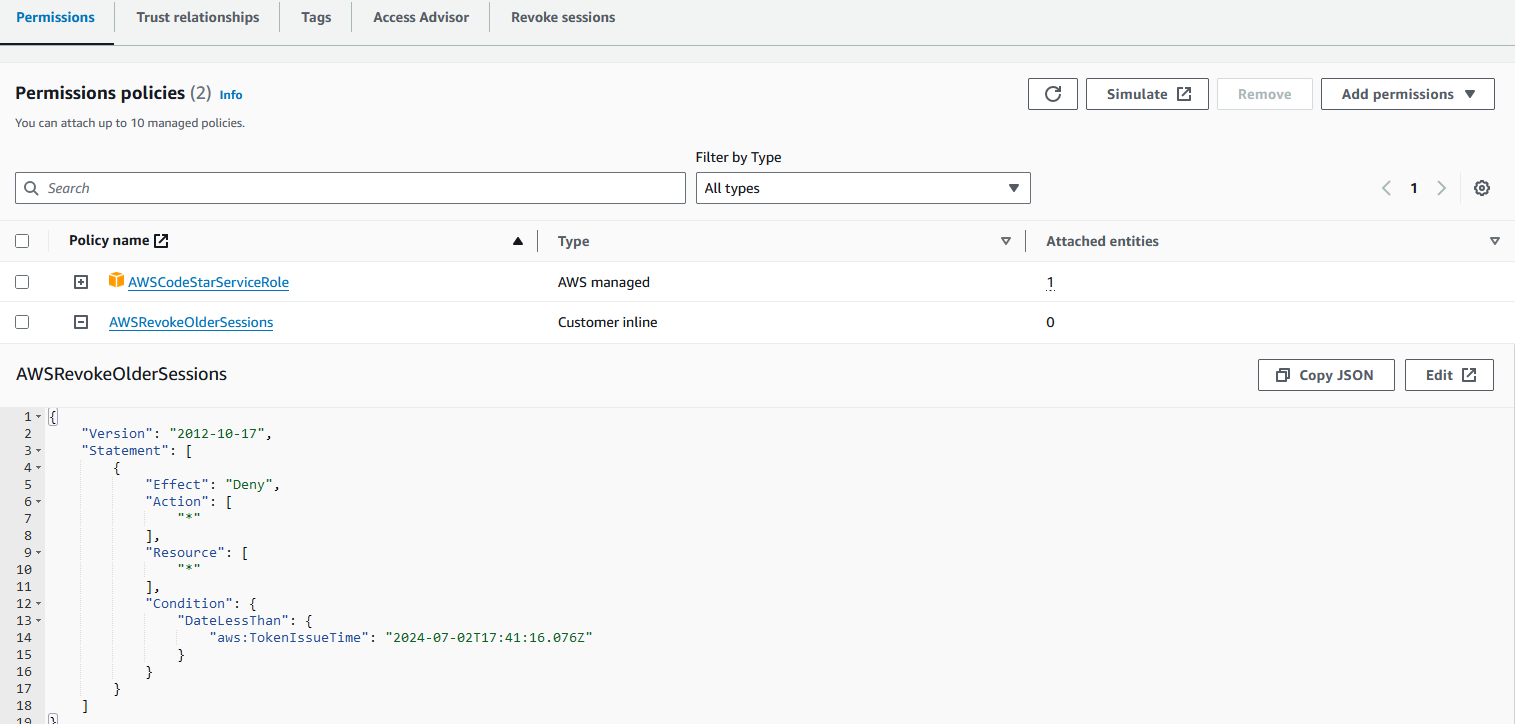 Permissions Trust relationships Tags Access Advisor Revoke sessions
Permissions policies (2) Info
Simulate Remove Add permissions
You can attach up to 10 managed policies.
Filter by Type
Search All types 1
Policy name Type Attached entities
AWSCodeStarServiceRole AWS managed 1
AWSRevokeOlderSessions Customer inline 0
AWSRevokeOlderSessions Copy JSON Edit
1 {
2 "Version": "2012-10-17",
3 "Statement": [
4 {
5 "Effect": "Deny",
6 "Action": [
7 "*"
8 ],
9 "Resource": [
10 "*"
11 ],
12 "Condition": {
13 "DateLessThan": {
14 "aws:TokenIssueTime": "2024-07-02T17:41:16.076Z"
15 }
16 }
17 }
18 ]
19 }